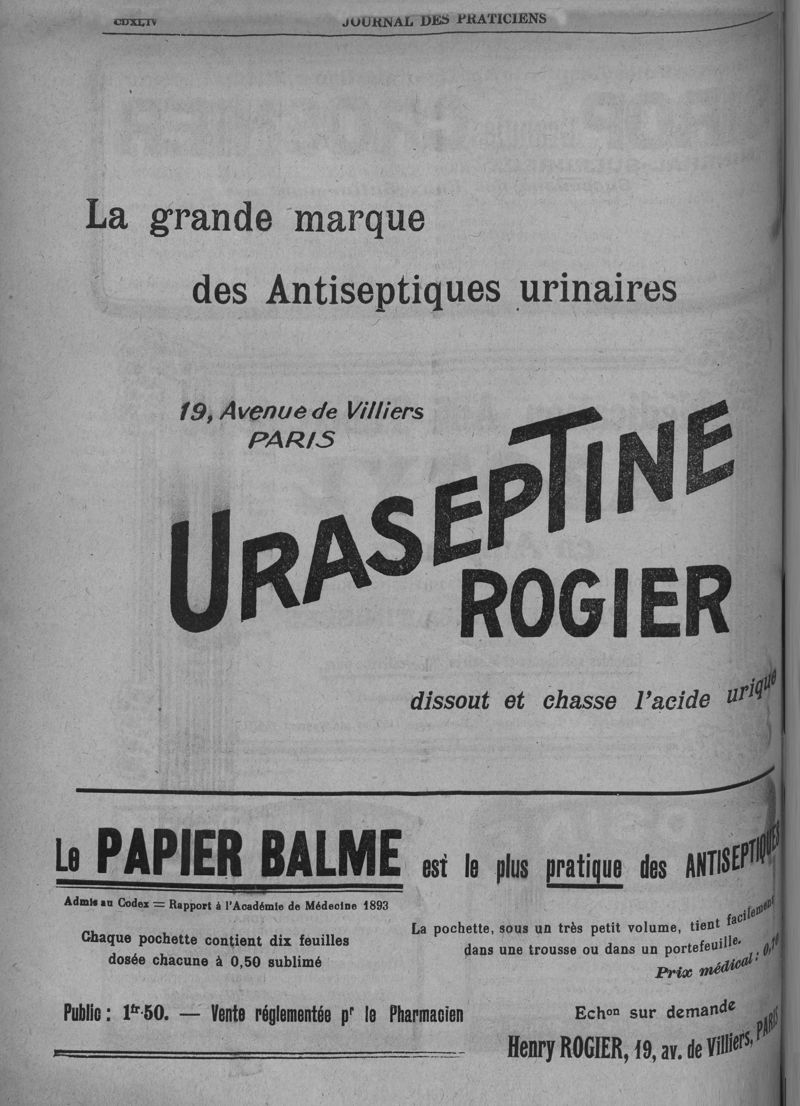 CDXLIV JOURNAL DES PRATICIENS
La grande marque
des Antiseptiques urinaires
19, Avenue de Villiers
PARIS
URASEPTINE
ROGIER
dissout et chasse l'acide urique
Le PAPIER BALME est le plus pratique des ANTISEPTIQUES
Admis au Codex = Rapport à l'Académie de Médecine 1893
Chaque pochette contient dix feuilles
dosée chacune à 0,50 sublimé
La pochette, sous un très petit volume, tient facilement
dans une trousse ou dans un portefeuille.
Prix médical :
Public : 1fr.50. — Vente réglementée pr le Pharmacien
Echon sur demande
Henry ROGIER, 19, av. de Villiers, PARIS